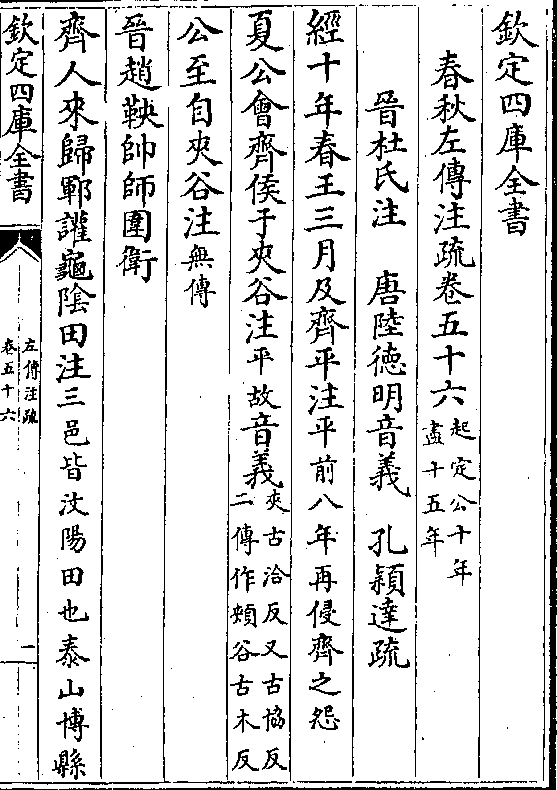 欽定四庫全書
春秋左傳注疏卷五十六起定公十年
盡十五年
晉杜氏注 唐陸德明音義 孔穎達疏
經十年春王三月及齊平注平前八年再侵齊之怨
夏公會齊侯于夾谷注平故音義夾古洽反又古協反
二傳作頰谷古木反
公至自夾谷注無傳
晉趙鞅帥師圍衛
齊人來歸鄆讙龜隂田注三邑皆汶陽田也泰山博縣
欽定四庫全書
左傳注疏
卷五十六
一